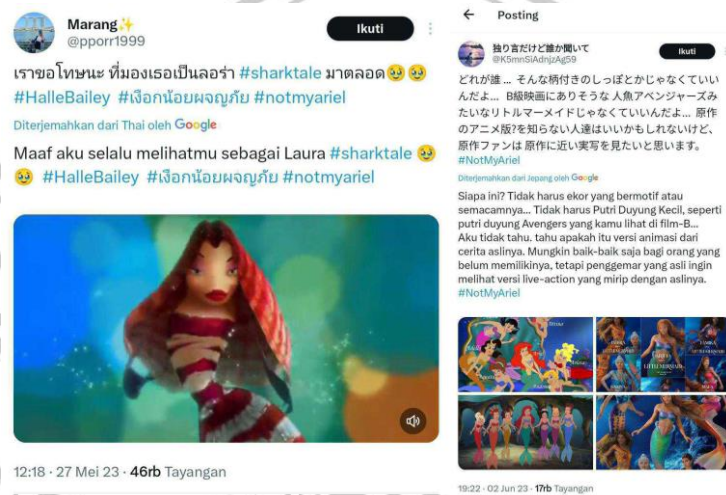 Marang✨
@pporr1999
Ikuti
เราขอโทษนะ ที่มองเธอเป็นลอร่า #sharktale มาตลอด🥹🥹
#HalleBailey #เงือกน้อยผจญภัย #notmyariel
Diterjemahkan dari Thai oleh Google
Maaf aku selalu melihatmu sebagai Laura #sharktale 🥹
🥹 #HalleBailey #เงือกน้อยผจญภัย #notmyariel
12:18 · 27 Mei 23 · 46rb Tayangan
Posting
独り言だけど誰か聞いて
@K5mnSiAdnjzAg59
Ikuti
どれが誰 ... そんな柄付きのしっぽとかじゃなくていい
んだよ... B級映画にありそうな 人魚アベンジャーズみ
たいなリトルマーメイドじゃなくていいんだよ... 原作
のアニメ版?を知らない人達はいいかもしれないけど、
原作ファンは 原作に近い実写を見たいと思います。
#NotMyAriel
Diterjemahkan dari Jepang oleh Google
Siapa ini? Tidak harus ekor yang bermotif atau
semacamnya... Tidak harus Putri Duyung Kecil, seperti
putri duyung Avengers yang kamu lihat di film-B...
Aku tidak tahu. tahu apakah itu versi animasi dari
cerita aslinya. Mungkin baik-baik saja bagi orang yang
belum memilikinya, tetapi penggemar yang asli ingin
melihat versi live-action yang mirip dengan aslinya.
#NotMyAriel
LITTLE MERMAID
19:22 · 02 Jun 23 · 17rb Tayangan